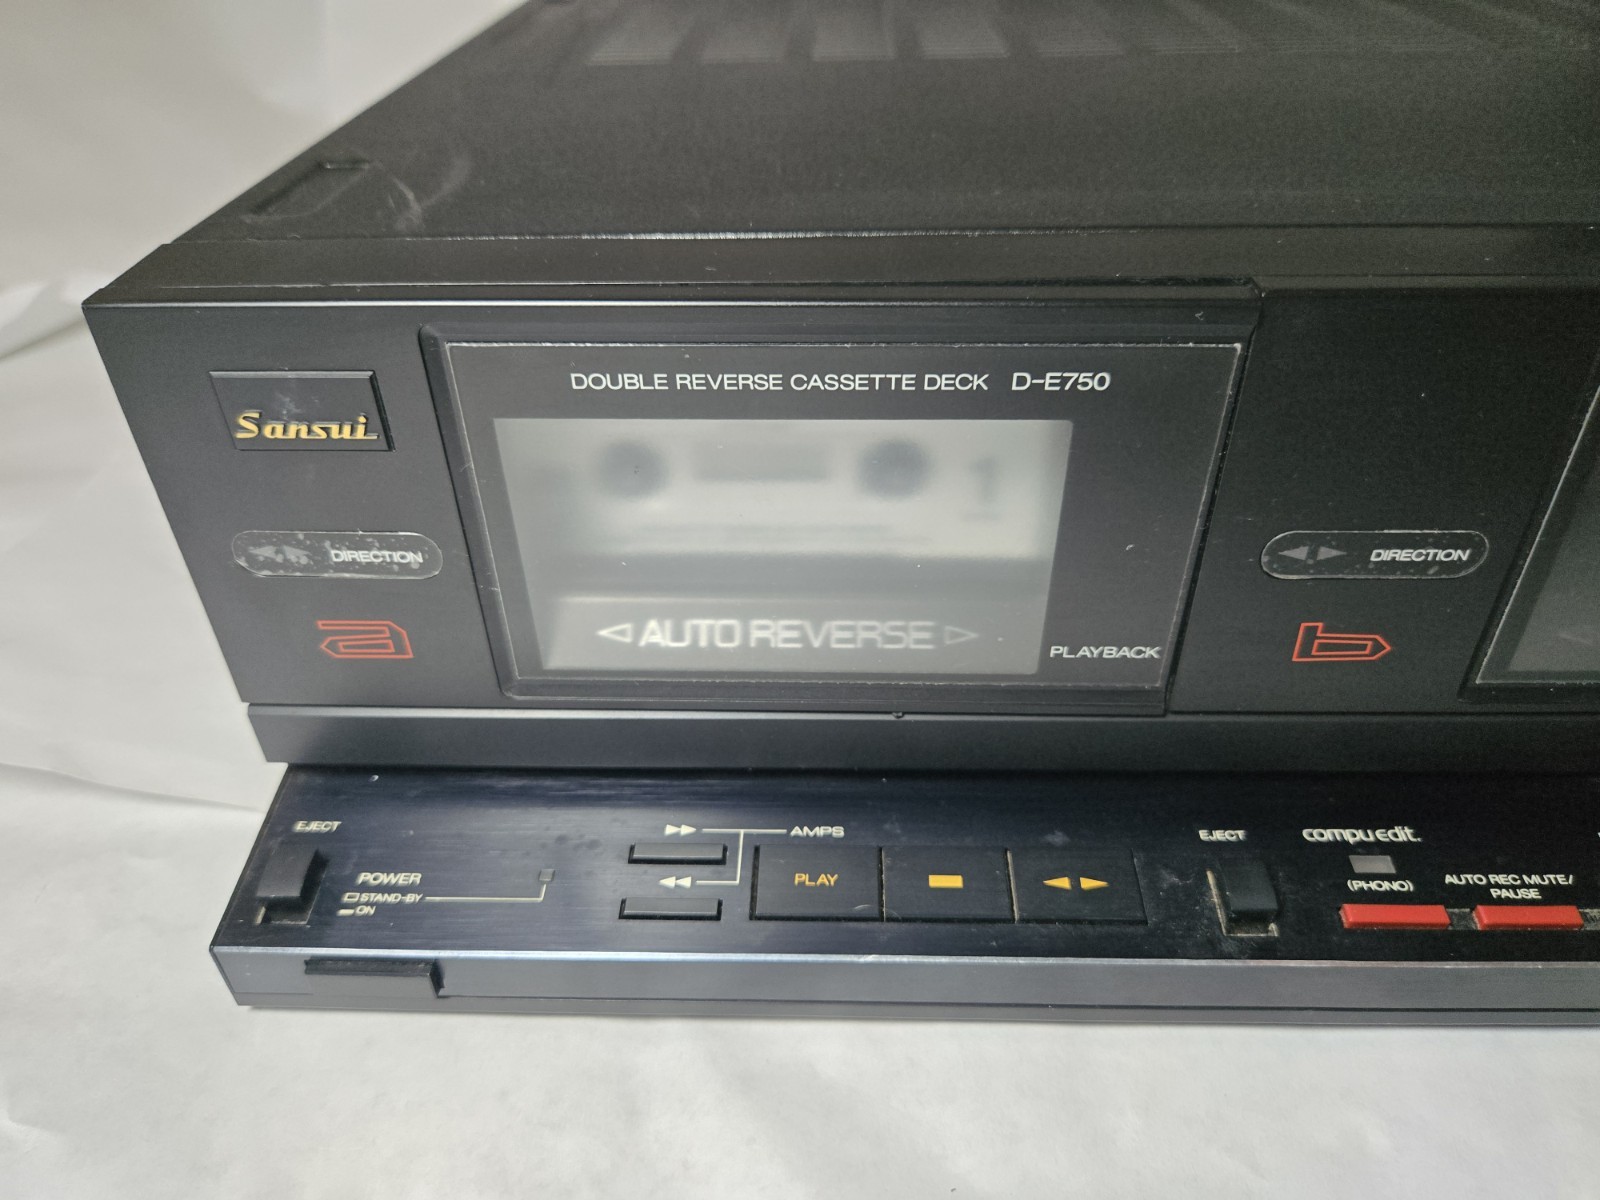 DOUBLE REVERSE CASSETTE DECK D-E750
Sansui
DIRECTION
a
AUTO REVERSE
PLAYBACK
DIRECTION
b
EJECT
POWER
STAND-BY
ON
AMPS
PLAY
EJECT
compu edit.
(PHONO)
AUTO REC MUTE/
PAUSE